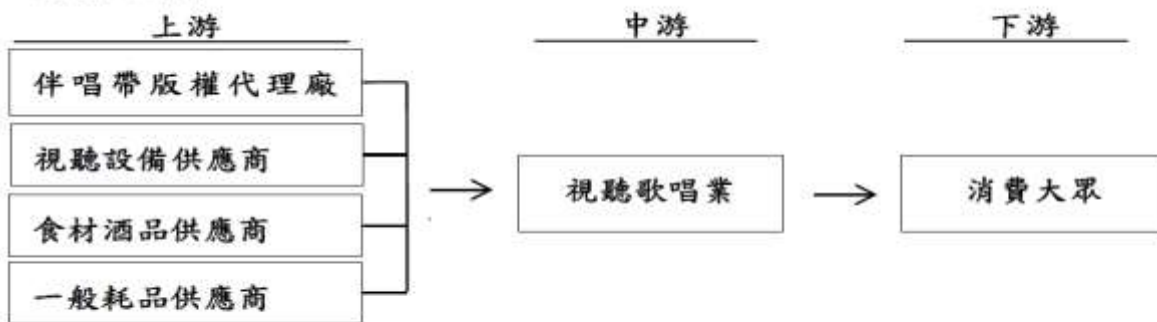 上游 中游 下游
伴唱帶版權代理廠
視聽設備供應商
視聽歌唱業 消費大眾
食材酒品供應商
一般耗品供應商